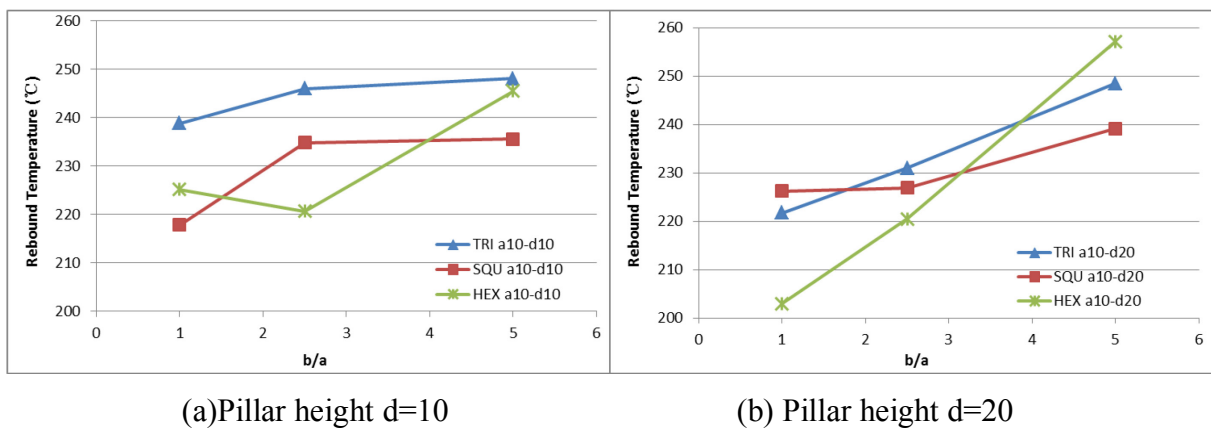 260
250
240
230
220
210
200
Rebound Temperature (℃)
0 1 2 3 4 5 6
b/a
TRI a10-d10
SQU a10-d10
HEX a10-d10
(a)Pillar height d=10
260
250
240
230
220
210
200
Rebound Temperature (℃)
0 1 2 3 4 5 6
b/a
TRI a10-d20
SQU a10-d20
HEX a10-d20
(b) Pillar height d=20